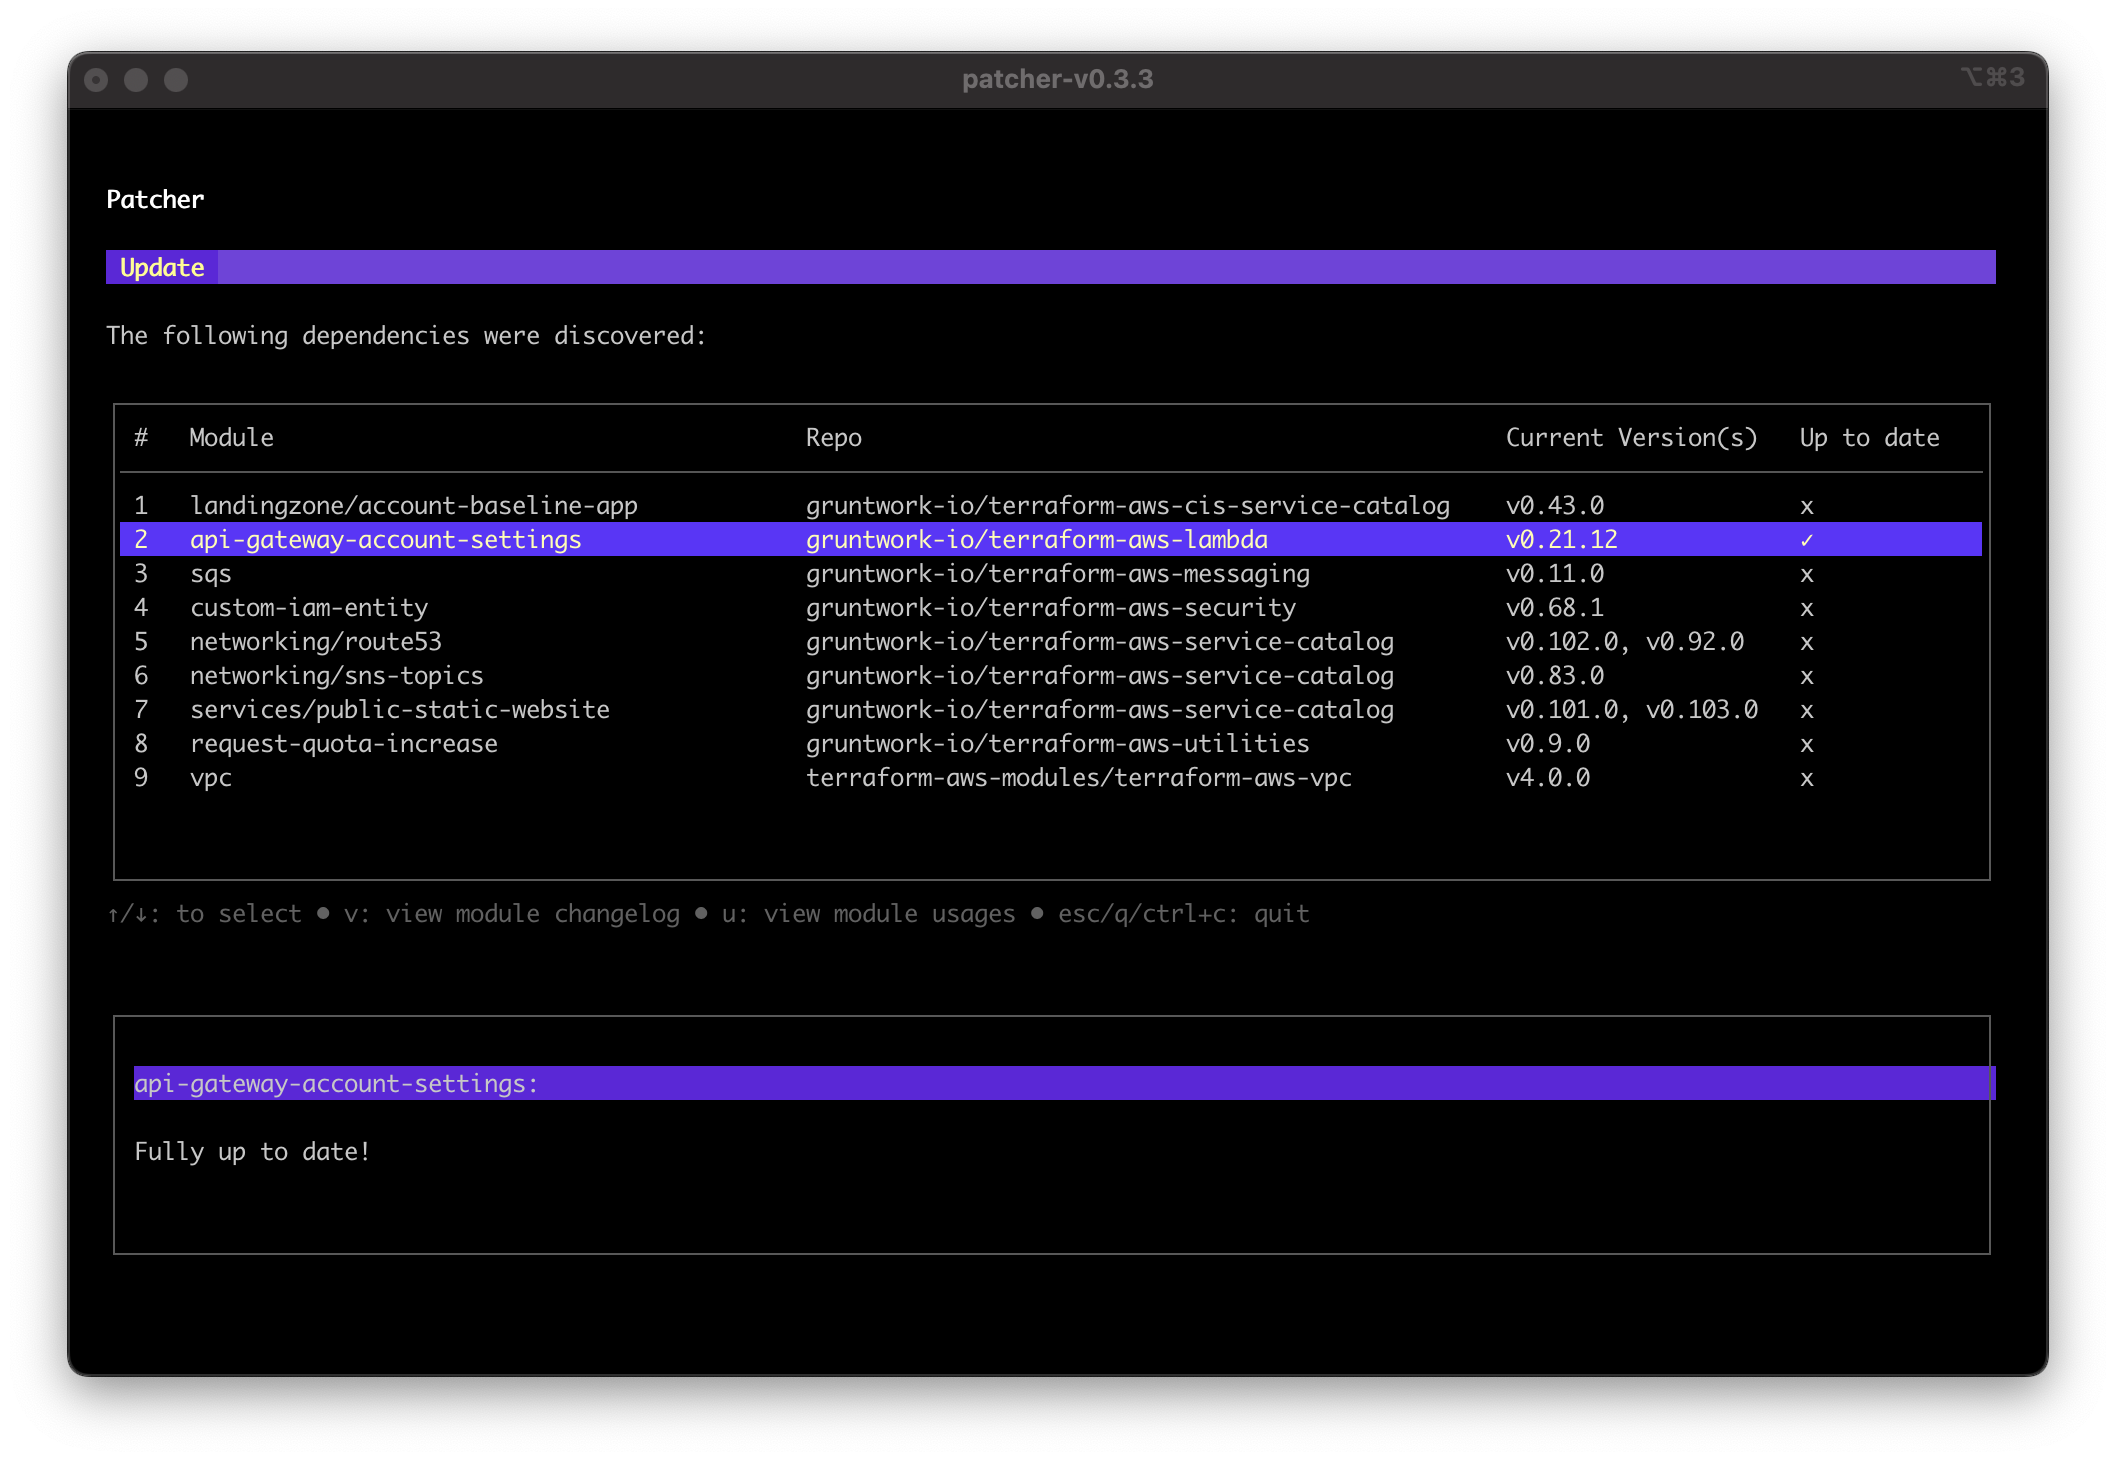 patcher-v0.3.3 ⌥⌘3
Patcher
Update
The following dependencies were discovered:
# Module Repo Current Version(s) Up to date
1 landingzone/account-baseline-app gruntwork-io/terraform-aws-cis-service-catalog v0.43.0 x
2 api-gateway-account-settings gruntwork-io/terraform-aws-lambda v0.21.12 ✓
3 sqs gruntwork-io/terraform-aws-messaging v0.11.0 x
4 custom-iam-entity gruntwork-io/terraform-aws-security v0.68.1 x
5 networking/route53 gruntwork-io/terraform-aws-service-catalog v0.102.0, v0.92.0 x
6 networking/sns-topics gruntwork-io/terraform-aws-service-catalog v0.83.0 x
7 services/public-static-website gruntwork-io/terraform-aws-service-catalog v0.101.0, v0.103.0 x
8 request-quota-increase gruntwork-io/terraform-aws-utilities v0.9.0 x
9 vpc terraform-aws-modules/terraform-aws-vpc v4.0.0 x
↑/↓: to select ● v: view module changelog ● u: view module usages ● esc/q/ctrl+c: quit
api-gateway-account-settings:
Fully up to date!